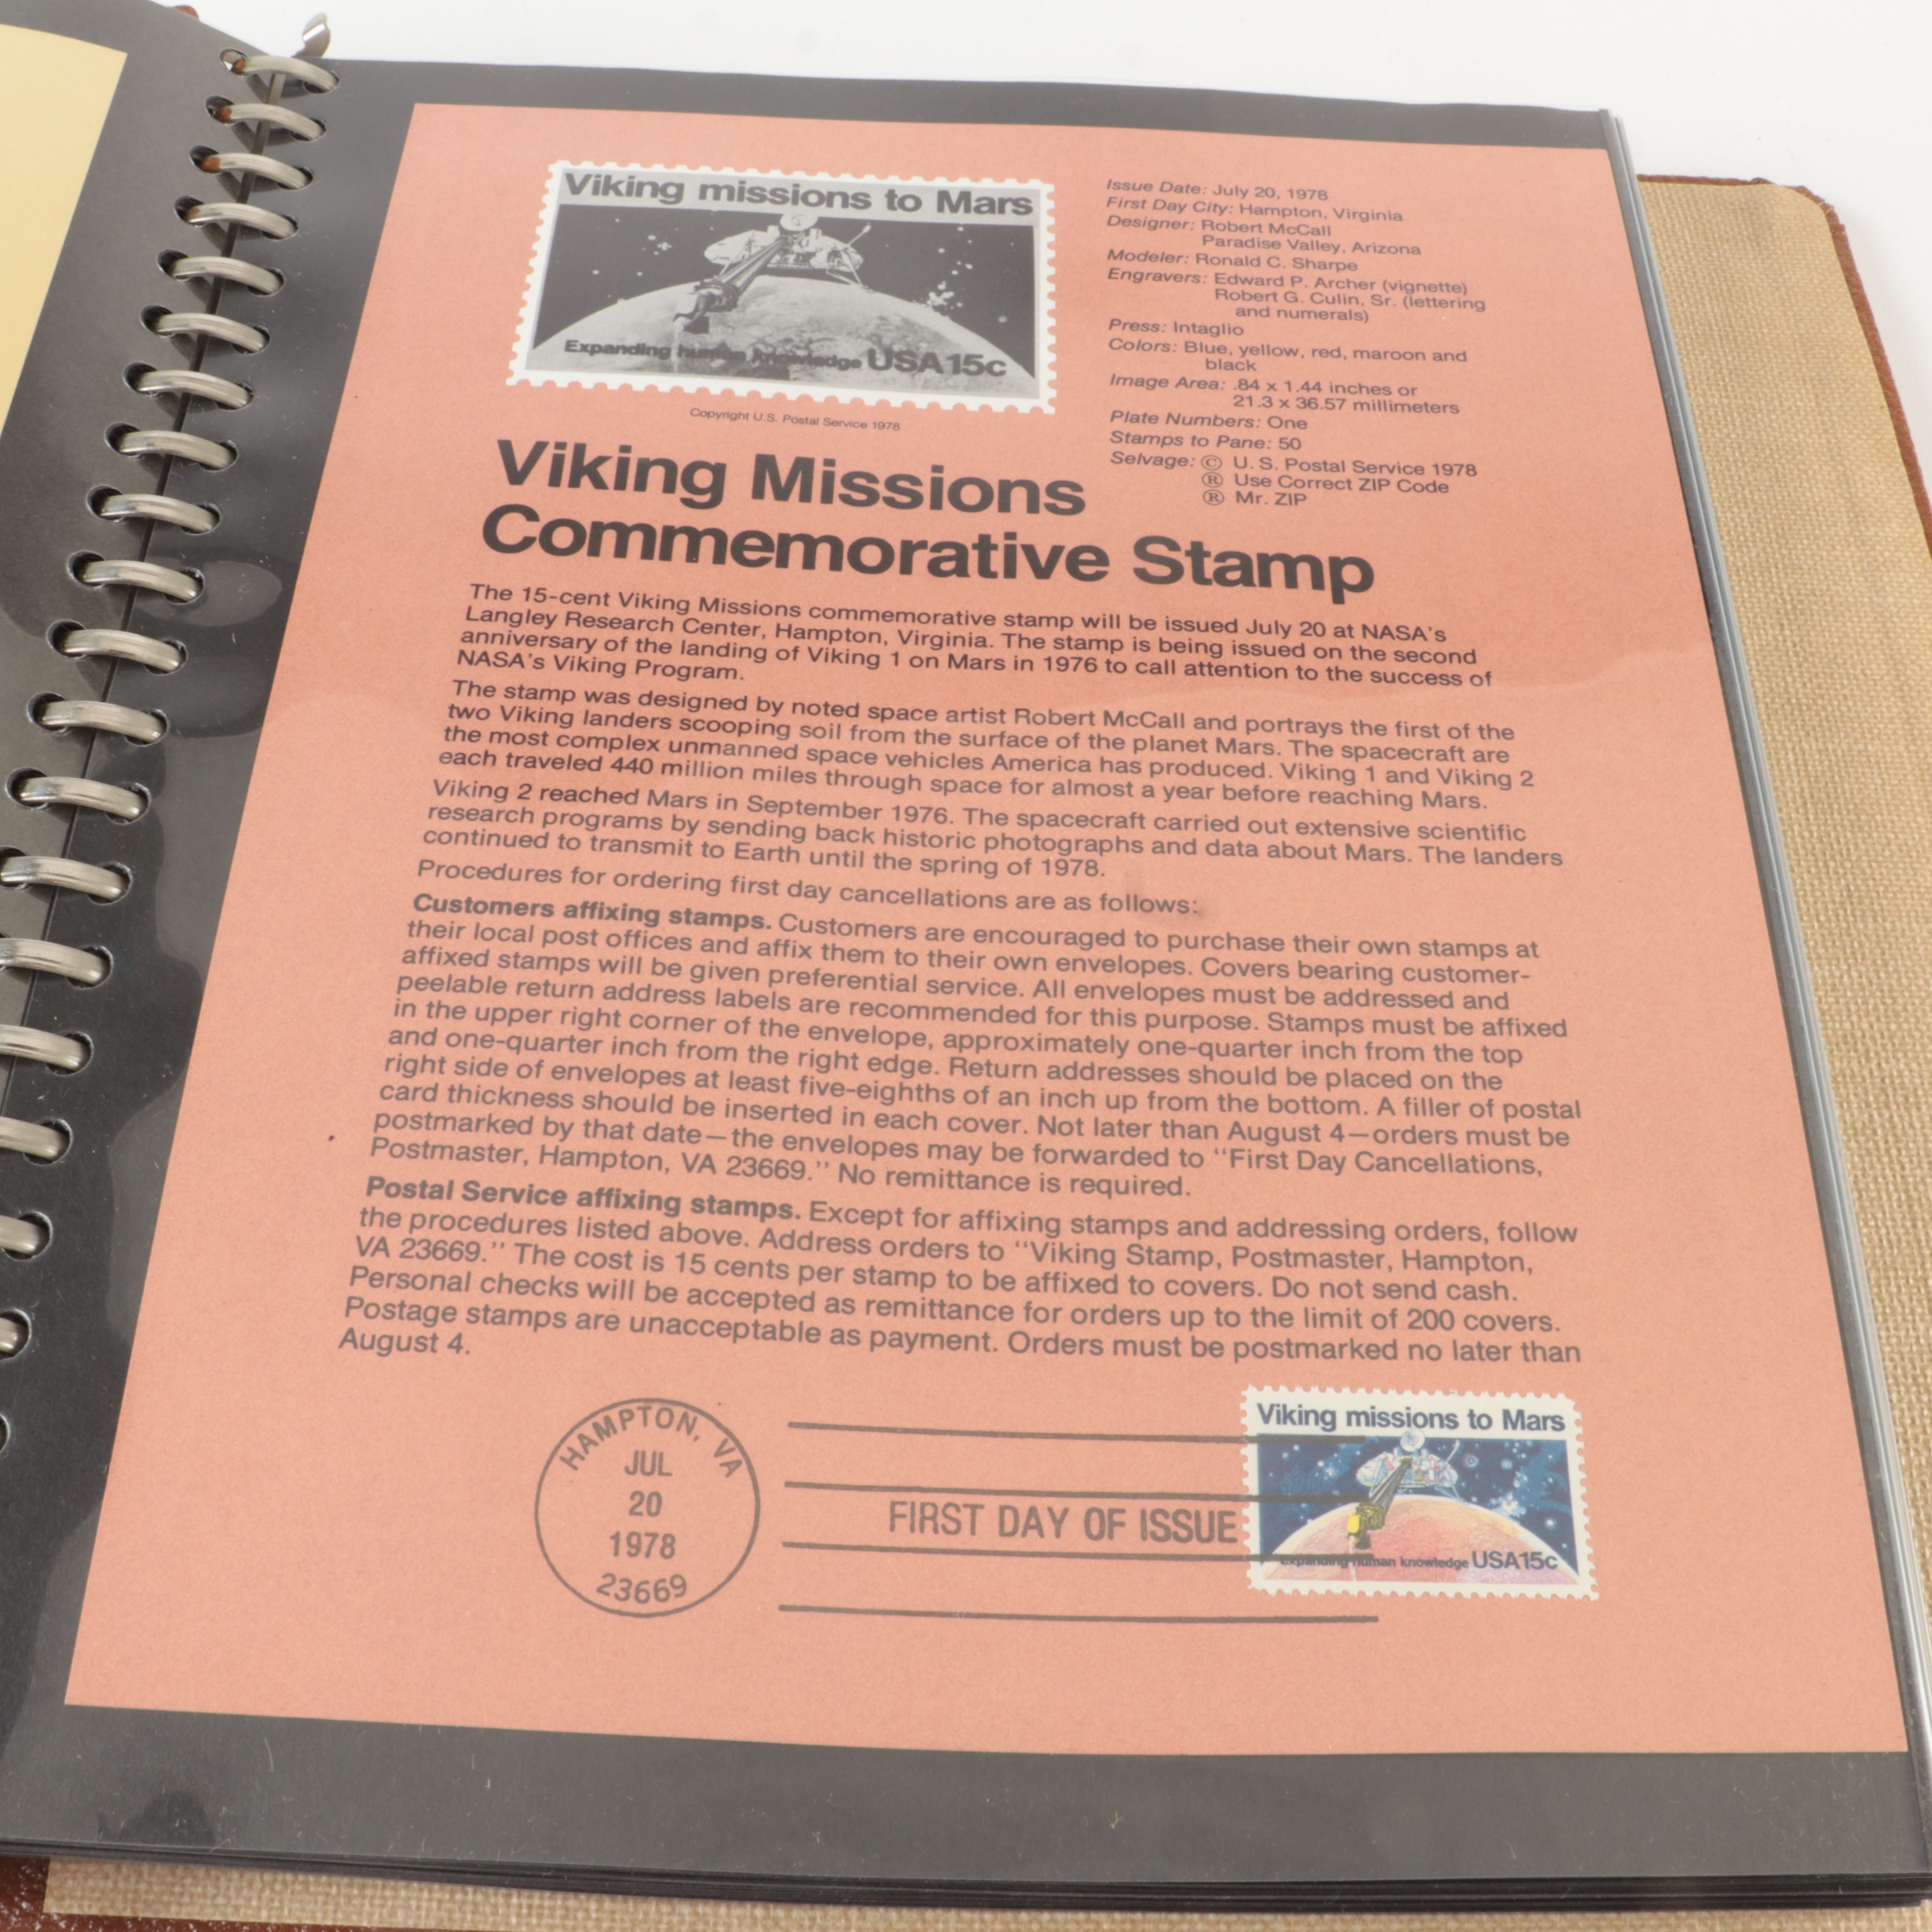 Viking missions to Mars
Expanding human knowledge USA 15c
Copyright U.S. Postal Service 1978
Issue Date: July 20, 1978
First Day City: Hampton, Virginia
Designer: Robert McCall
Paradise Valley, Arizona
Modeler: Ronald C. Sharpe
Engravers: Edward P. Archer (vignette)
Robert G. Culin, Sr. (lettering
and numerals)
Press: Intaglio
Colors: Blue, yellow, red, maroon and
black
Image Area: .84 x 1.44 inches or
21.3 x 36.57 millimeters
Plate Numbers: One
Stamps to Pane: 50
Selvage: © U. S. Postal Service 1978
® Use Correct ZIP Code
® Mr. ZIP
Viking Missions
Commemorative Stamp
The 15-cent Viking Missions commemorative stamp will be issued July 20 at NASA's
Langley Research Center, Hampton, Virginia. The stamp is being issued on the second
anniversary of the landing of Viking 1 on Mars in 1976 to call attention to the success of
NASA's Viking Program.
The stamp was designed by noted space artist Robert McCall and portrays the first of the
two Viking landers scooping soil from the surface of the planet Mars. The spacecraft are
the most complex unmanned space vehicles America has produced. Viking 1 and Viking 2
each traveled 440 million miles through space for almost a year before reaching Mars.
Viking 2 reached Mars in September 1976. The spacecraft carried out extensive scientific
research programs by sending back historic photographs and data about Mars. The landers
continued to transmit to Earth until the spring of 1978.
Procedures for ordering first day cancellations are as follows:
Customers affixing stamps. Customers are encouraged to purchase their own stamps at
their local post offices and affix them to their own envelopes. Covers bearing customer-
affixed stamps will be given preferential service. All envelopes must be addressed and
peelable return address labels are recommended for this purpose. Stamps must be affixed
in the upper right corner of the envelope, approximately one-quarter inch from the top
and one-quarter inch from the right edge. Return addresses should be placed on the
right side of envelopes at least five-eighths of an inch up from the bottom. A filler of postal
card thickness should be inserted in each cover. Not later than August 4—orders must be
postmarked by that date—the envelopes may be forwarded to "First Day Cancellations,
Postmaster, Hampton, VA 23669." No remittance is required.
Postal Service affixing stamps. Except for affixing stamps and addressing orders, follow
the procedures listed above. Address orders to "Viking Stamp, Postmaster, Hampton,
VA 23669." The cost is 15 cents per stamp to be affixed to covers. Do not send cash.
Personal checks will be accepted as remittance for orders up to the limit of 200 covers.
Postage stamps are unacceptable as payment. Orders must be postmarked no later than
August 4.
HAMPTON, VA
JUL
20
1978
23669
FIRST DAY OF ISSUE
Viking missions to Mars
Expanding human knowledge USA 15c